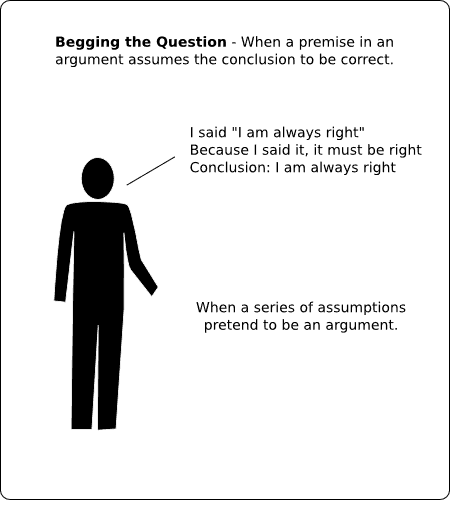 Begging the Question - When a premise in an
argument assumes the conclusion to be correct.
I said "I am always right"
Because I said it, it must be right
Conclusion: I am always right
When a series of assumptions
pretend to be an argument.